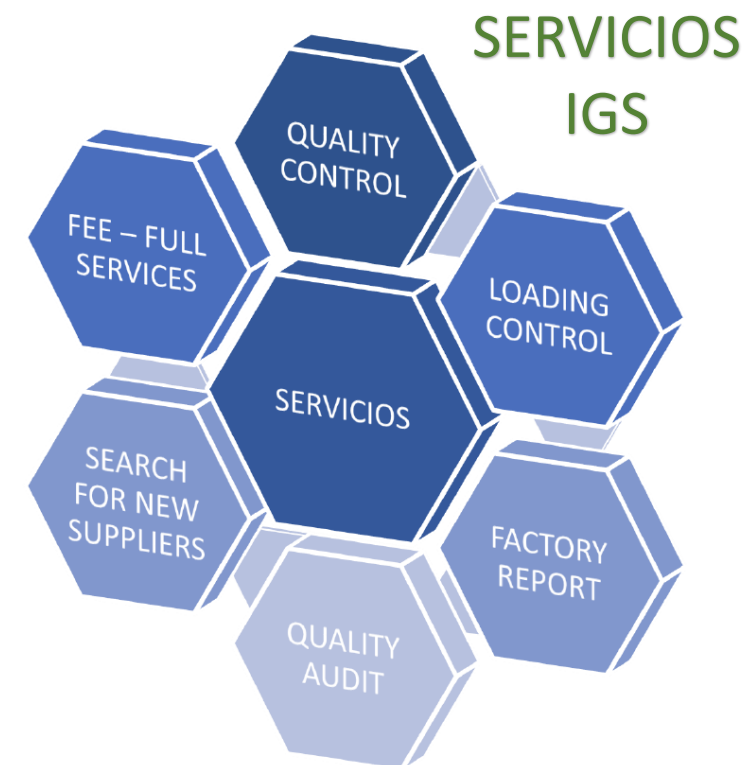 SERVICIOS
IGS
QUALITY
CONTROL
FEE – FULL
SERVICES
LOADING
CONTROL
SERVICIOS
SEARCH
FOR NEW
SUPPLIERS
FACTORY
REPORT
QUALITY
AUDIT